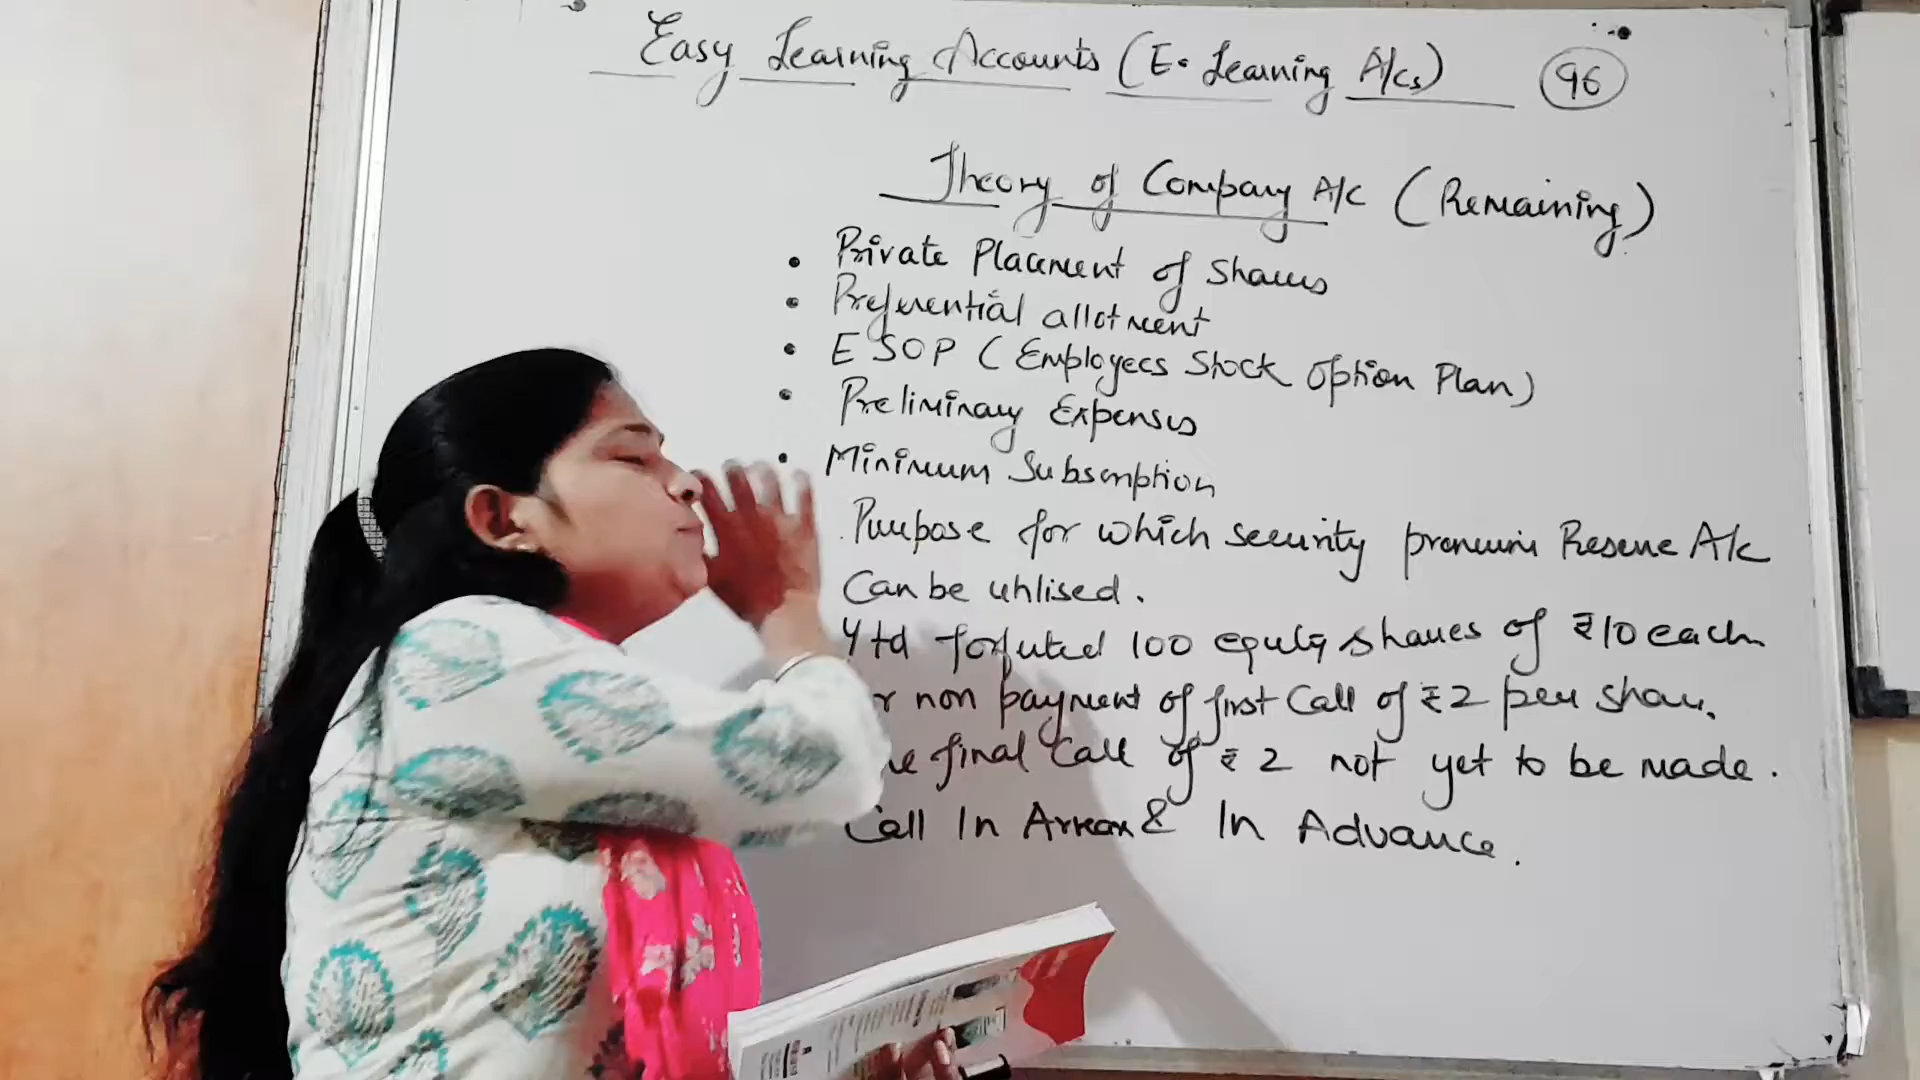 Easy Learning Accounts (E. Learning A/cs) 96
Theory of Company A/c (Remaining)
• Private Placement of Shares
• Preferential allotment
• ESOP (Employees Stock Option Plan)
• Preliminary Expenses
• Minimum Subscription
. Purpose for which security premium Reserve A/c
Can be utilised.
Y td forfeited 100 equity shares of ₹10 each
r non payment of first Call of ₹2 per share.
e final Call of ₹2 not yet to be made.
Call In Arrear & In Advance.